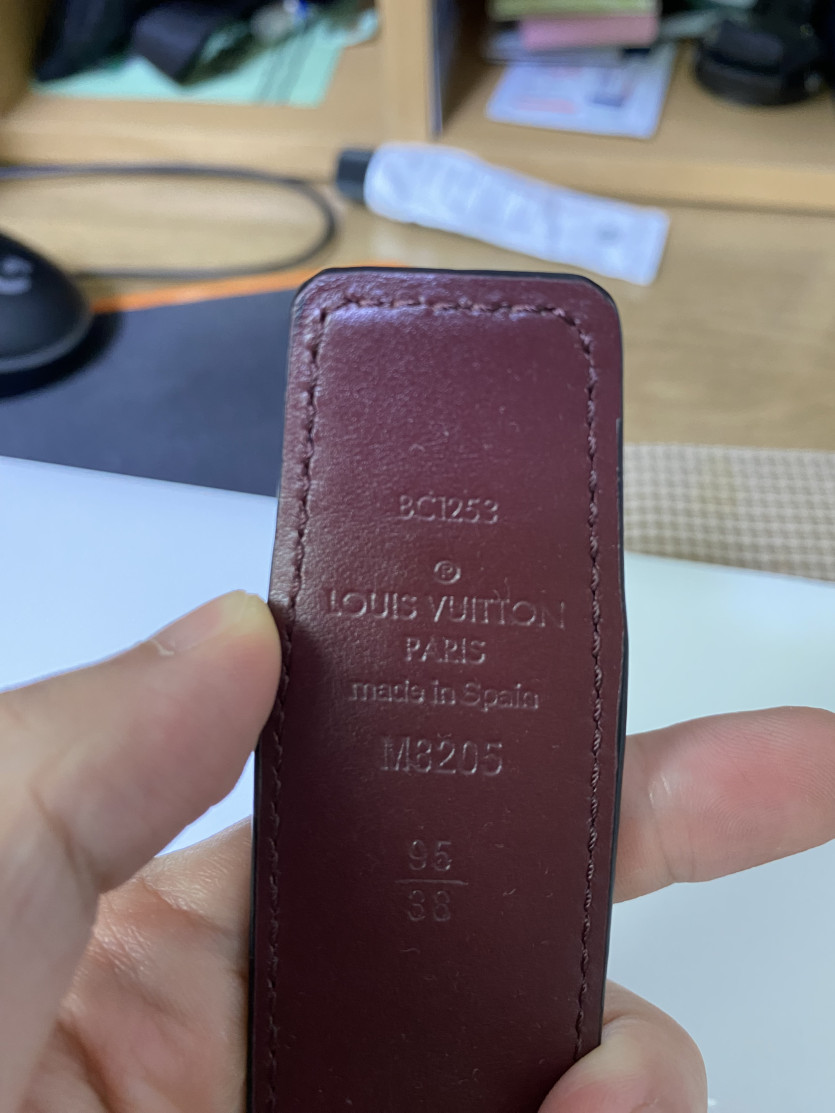 BC1253
®
LOUIS VUITTON
PARIS
made in Spain
M8205
95
38